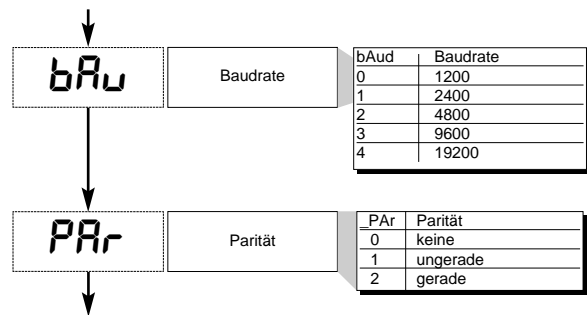 bAu
Baudrate
bAud Baudrate
0 1200
1 2400
2 4800
3 9600
4 19200
PAr
Parität
_PAr Parität
0 keine
1 ungerade
2 gerade